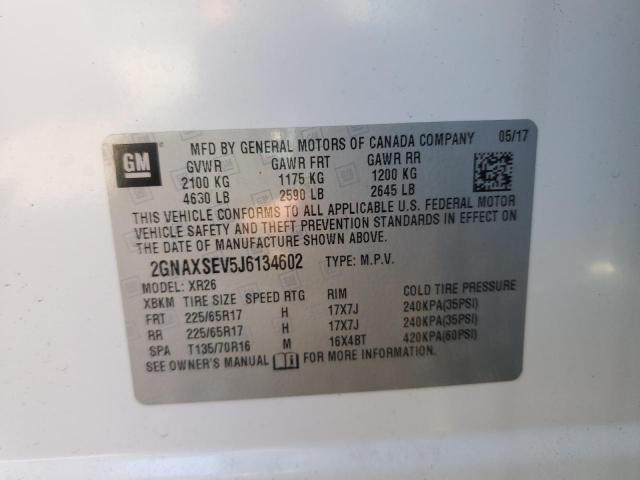 GM
MFD BY GENERAL MOTORS OF CANADA COMPANY 05/17
GVWR GAWR FRT GAWR RR
2100 KG 1175 KG 1200 KG
4630 LB 2590 LB 2645 LB
THIS VEHICLE CONFORMS TO ALL APPLICABLE U.S. FEDERAL MOTOR
VEHICLE SAFETY AND THEFT PREVENTION STANDARDS IN EFFECT ON
THE DATE OF MANUFACTURE SHOWN ABOVE.
2GNAXSEV5J6134602 TYPE: M.P.V.
MODEL: XR26
XBKM TIRE SIZE SPEED RTG RIM COLD TIRE PRESSURE
FRT 225/65R17 H 17X7J 240KPA(35PSI)
RR 225/65R17 H 17X7J 240KPA(35PSI)
SPA T135/70R16 M 16X4BT 420KPA(60PSI)
SEE OWNER'S MANUAL FOR MORE INFORMATION.